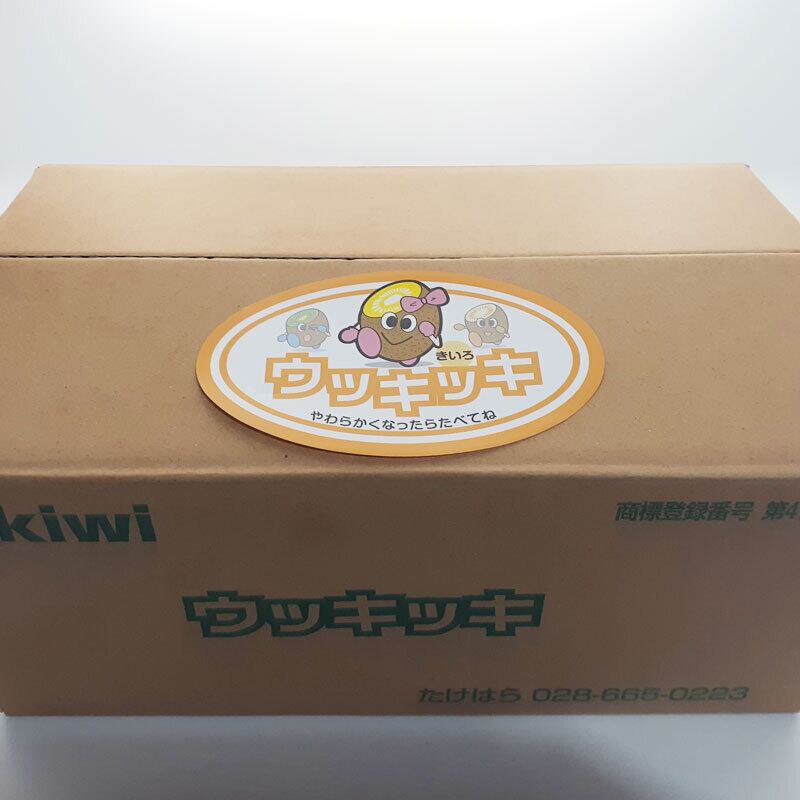 きいろ
ウッキッキ
やわらかくなったらたべてね
kiwi
商標登録番号 第4
ウッキッキ
たけはら 028-665-0223